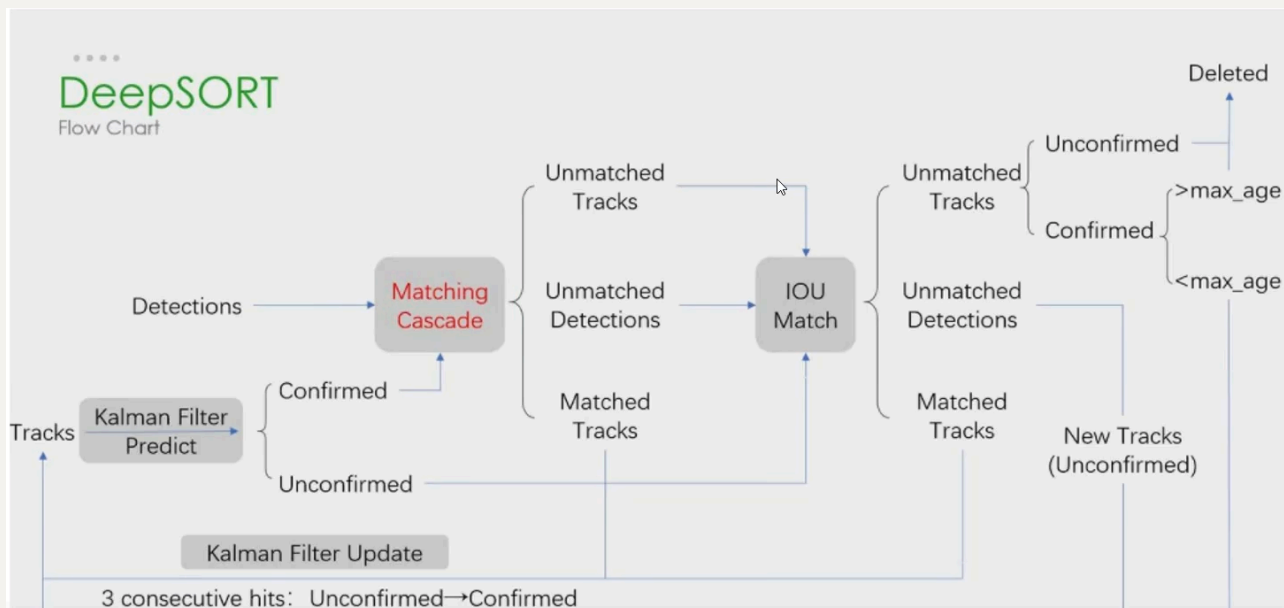 DeepSORT
Flow Chart
Deleted
Unmatched
Tracks
Unmatched
Tracks
Unconfirmed
>max_age
Confirmed
<max_age
Detections
Matching
Cascade
Unmatched
Detections
IOU
Match
Unmatched
Detections
Confirmed
Matched
Tracks
Matched
Tracks
Tracks
Kalman Filter
Predict
New Tracks
(Unconfirmed)
Unconfirmed
Kalman Filter Update
3 consecutive hits: Unconfirmed→Confirmed